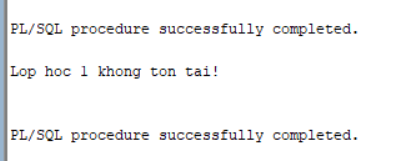 PL/SQL procedure successfully completed.
Lop hoc 1 khong ton tai!
PL/SQL procedure successfully completed.